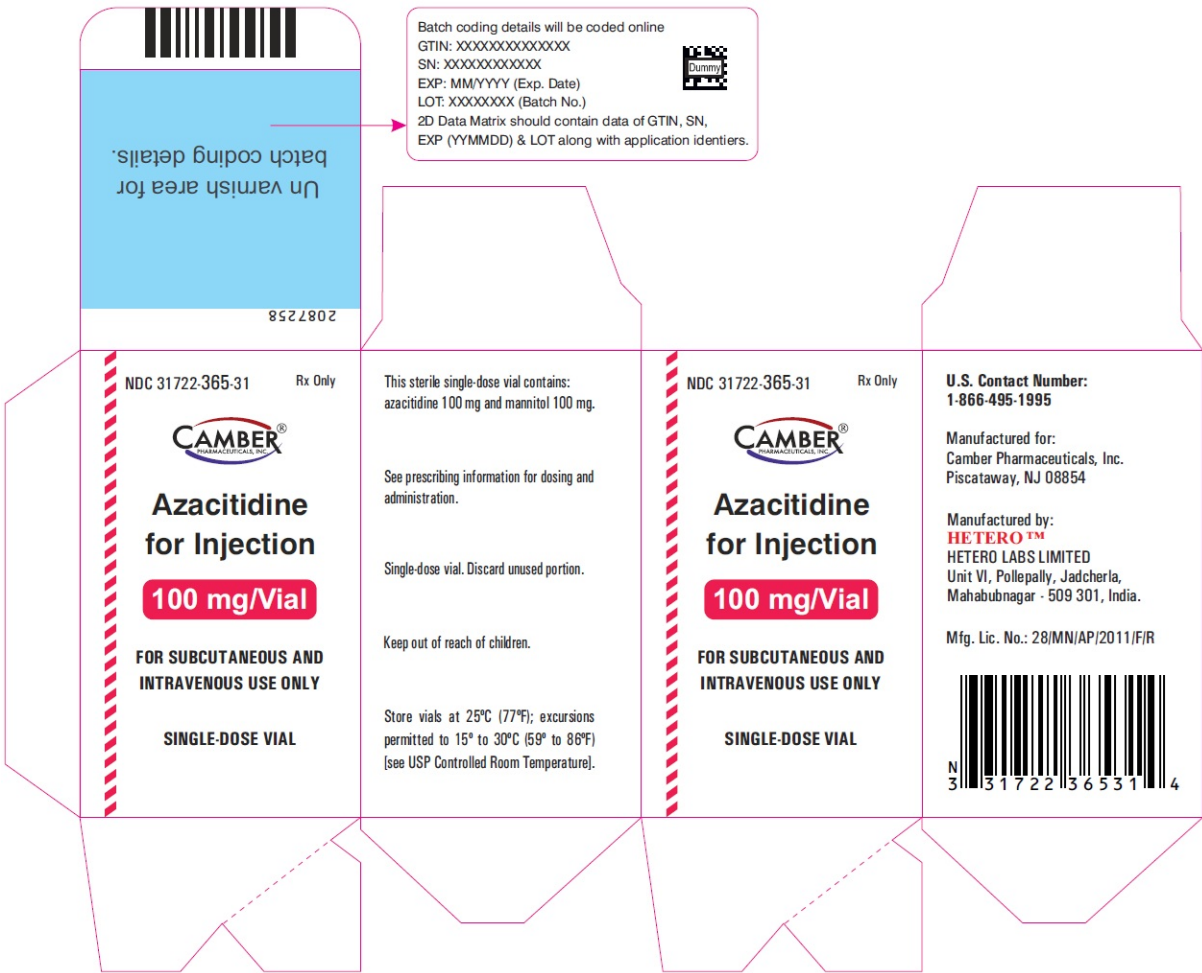 Batch coding details will be coded online
GTIN: XXXXXXXXXXXXXX
SN: XXXXXXXXXXXX
EXP: MM/YYYY (Exp. Date)
LOT: XXXXXXXX (Batch No.)
2D Data Matrix should contain data of GTIN, SN,
EXP (YYMMDD) & LOT along with application identiers.
Dummy
Un varnish area for
batch coding details.
2087258
NDC 31722-365-31 Rx Only
CAMBER®
PHARMACEUTICALS, INC.
Azacitidine
for Injection
100 mg/Vial
FOR SUBCUTANEOUS AND
INTRAVENOUS USE ONLY
SINGLE-DOSE VIAL
This sterile single-dose vial contains:
azacitidine 100 mg and mannitol 100 mg.
See prescribing information for dosing and
administration.
Single-dose vial. Discard unused portion.
Keep out of reach of children.
Store vials at 25ºC (77ºF); excursions
permitted to 15º to 30ºC (59º to 86ºF)
[see USP Controlled Room Temperature].
NDC 31722-365-31 Rx Only
CAMBER®
PHARMACEUTICALS, INC.
Azacitidine
for Injection
100 mg/Vial
FOR SUBCUTANEOUS AND
INTRAVENOUS USE ONLY
SINGLE-DOSE VIAL
U.S. Contact Number:
1-866-495-1995
Manufactured for:
Camber Pharmaceuticals, Inc.
Piscataway, NJ 08854
Manufactured by:
HETERO™
HETERO LABS LIMITED
Unit VI, Pollepally, Jadcherla,
Mahabubnagar - 509 301, India.
Mfg. Lic. No.: 28/MN/AP/2011/F/R
N
3 31722 36531 4